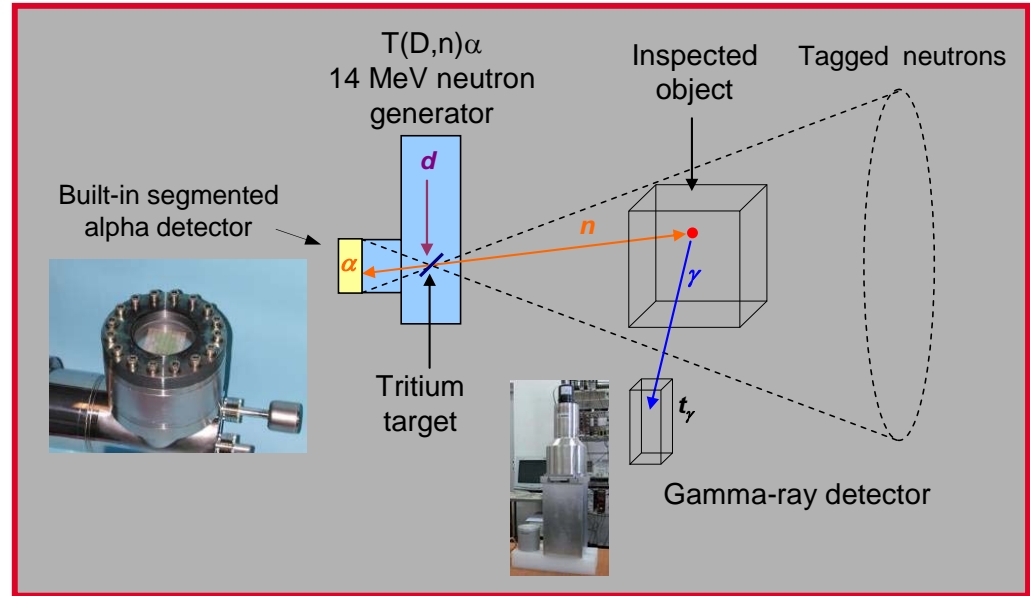 T(D,n)α
14 MeV neutron
generator
Inspected
object
Tagged neutrons
Built-in segmented
alpha detector
d
n
α
γ
Tritium
target
tγ
Gamma-ray detector